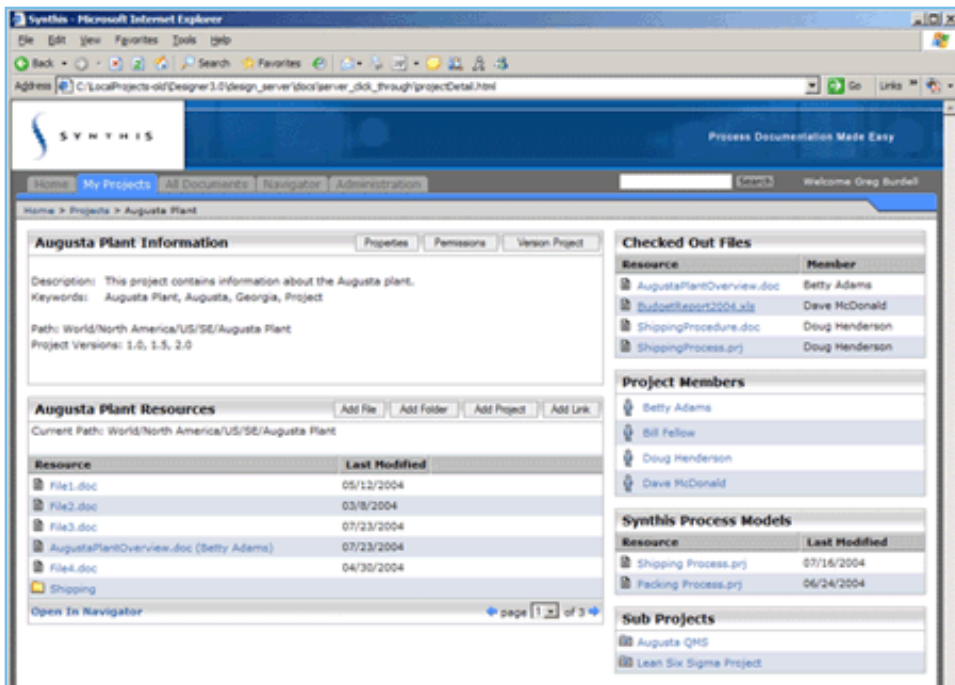 Synthis - Microsoft Internet Explorer
File Edit View Favorites Tools Help
Back Search Favorites
Address C:\LocalProjects-old\Designer3.0\design_server\docs\server_click_through\projectDetail.html Go Links
SYNTHIS
Process Documentation Made Easy
Home My Projects All Documents Navigator Administration Search Welcome Greg Burdell
Home > Projects > Augusta Plant
Augusta Plant Information Properties Permissions Version Project
Description: This project contains information about the Augusta plant.
Keywords: Augusta Plant, Augusta, Georgia, Project
Path: World/North America/US/SE/Augusta Plant
Project Versions: 1.0, 1.5, 2.0
Augusta Plant Resources Add File Add Folder Add Project Add Link
Current Path: World/North America/US/SE/Augusta Plant
Resource Last Modified
File1.doc 05/12/2004
File2.doc 03/8/2004
File3.doc 07/23/2004
AugustaPlantOverview.doc (Betty Adams) 07/23/2004
File4.doc 04/30/2004
Shipping
Open In Navigator page 1 of 3
Checked Out Files
Resource Member
AugustaPlantOverview.doc Betty Adams
BudgetReport2004.xls Dave McDonald
ShippingProcedure.doc Doug Henderson
ShippingProcess.prj Doug Henderson
Project Members
Betty Adams
Bill Fellow
Doug Henderson
Dave McDonald
Synthis Process Models
Resource Last Modified
Shipping Process.prj 07/16/2004
Packing Process.prj 06/24/2004
Sub Projects
Augusta QMS
Lean Six Sigma Project